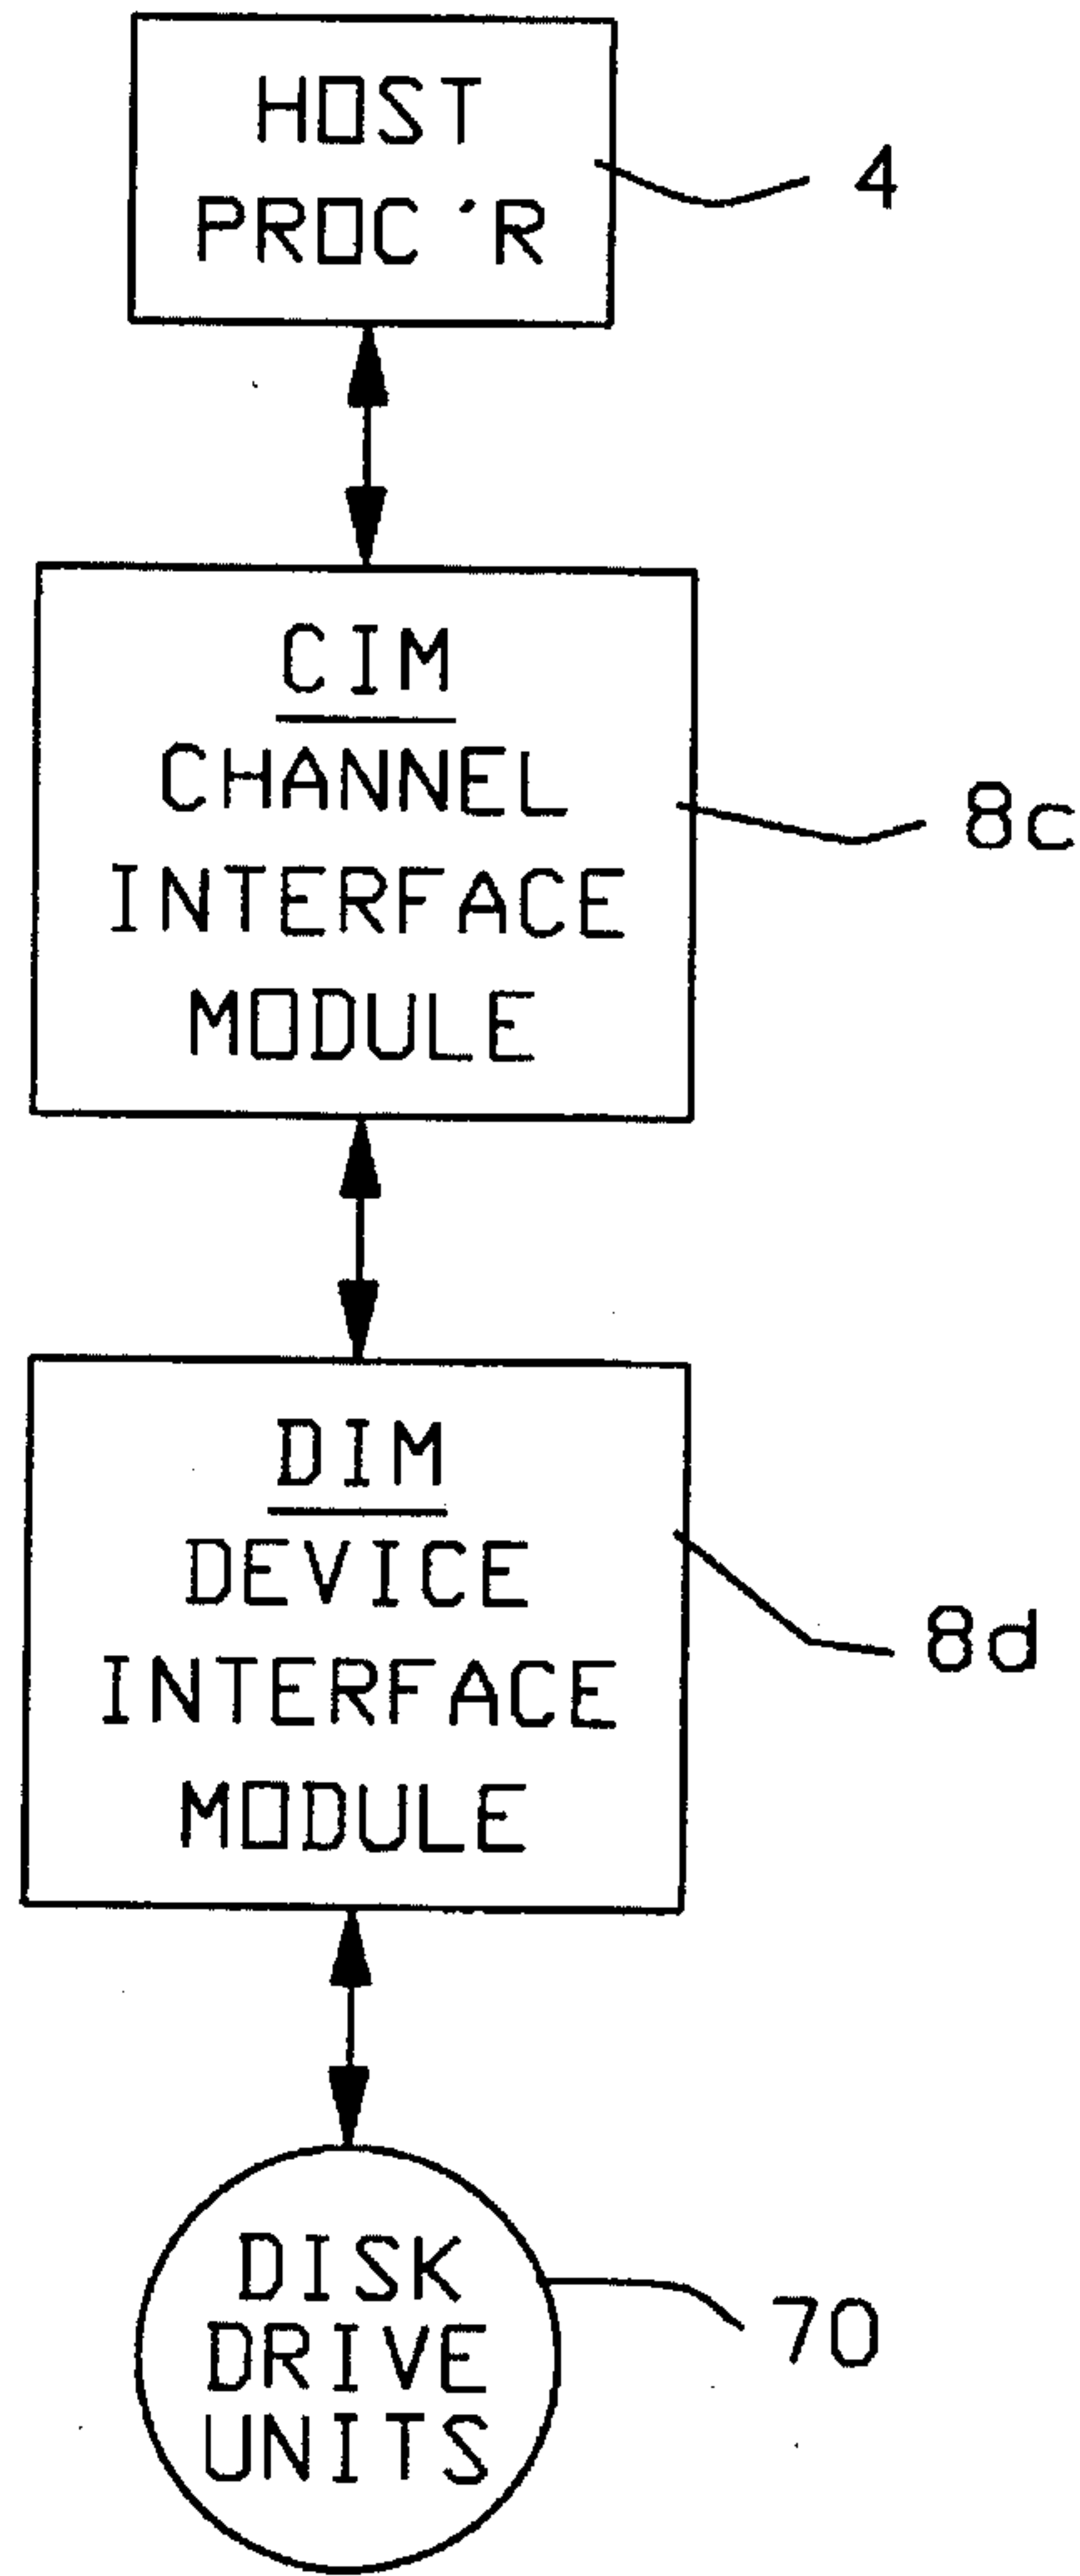 HOST
PROC'R
4
CIM
CHANNEL
INTERFACE
MODULE
8c
DIM
DEVICE
INTERFACE
MODULE
8d
DISK
DRIVE
UNITS
70